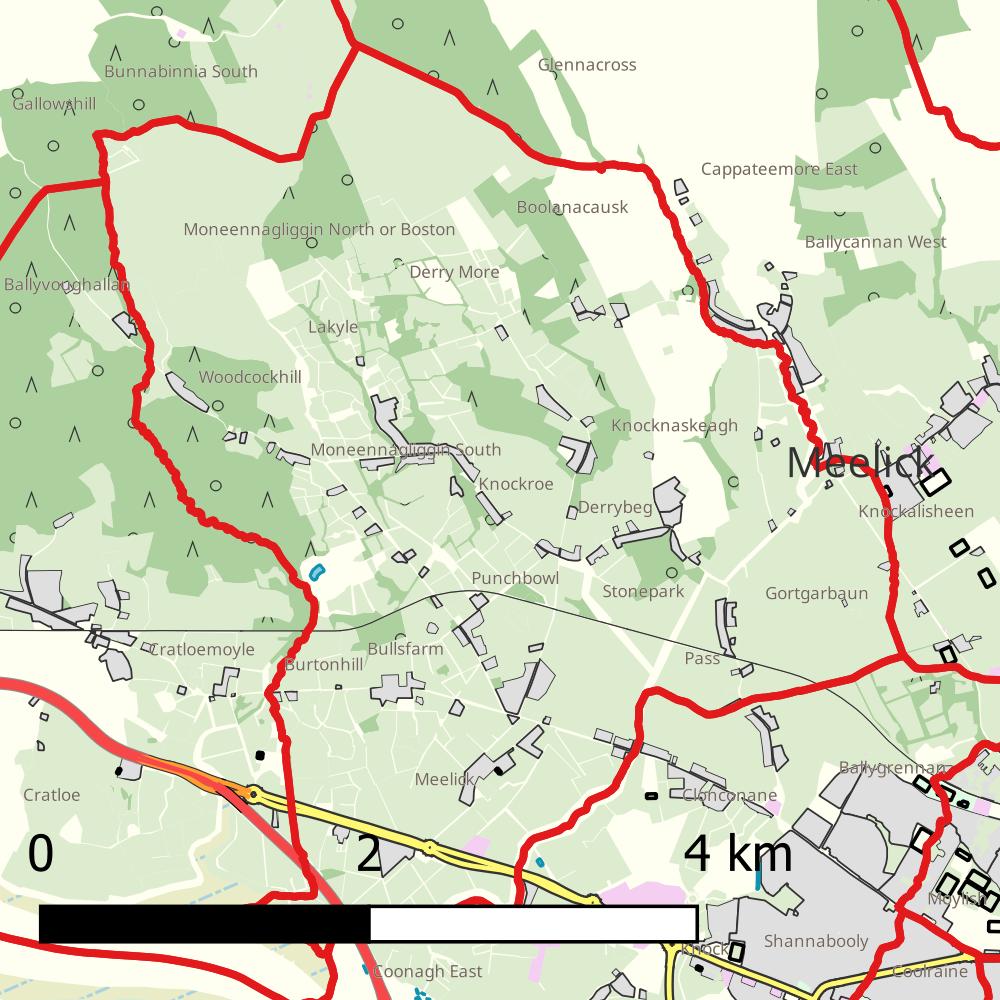 Glennacross
Bunnabinnia South
Gallowshill
Cappateemore East
Boolanacausk
Moneennagliggin North or Boston
Ballycannan West
Derry More
Ballyvoughallan
Lakyle
Woodcockhill
Knocknaskeagh
Moneennagliggin South
Meelick
Knockroe
Derrybeg
Knockalisheen
Punchbowl
Stonepark
Gortgarbaun
Cratloemoyle
Bullsfarm
Burtonhill
Pass
Ballygrennan
Meelick
Cratloe
Clonconane
0
2
4 km
Moylish
Shannabooly
Knock
Coonagh East
Coolraine